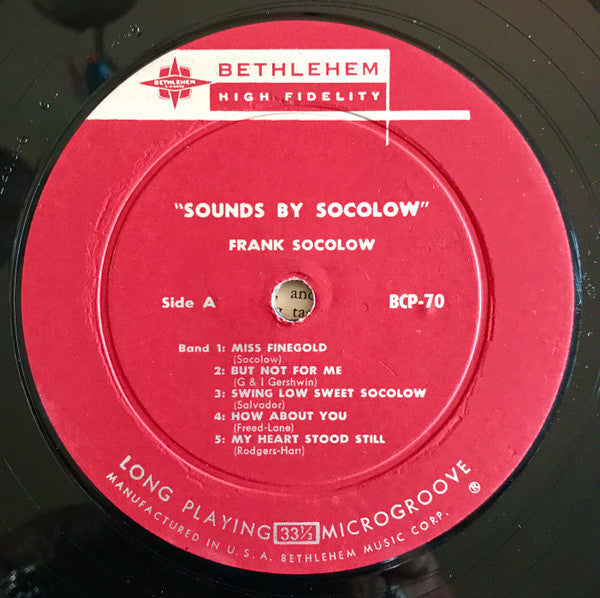 BETHLEHEM
BETHLEHEM
HIGH FIDELITY
"SOUNDS BY SOCOLOW"
FRANK SOCOLOW
Side A
BCP-70
and
Band 1: MISS FINEGOLD
(Socolow)
2: BUT NOT FOR ME
(G & I Gershwin)
3: SWING LOW SWEET SOCOLOW
(Salvador)
4: HOW ABOUT YOU
(Freed-Lane)
5: MY HEART STOOD STILL
(Rodgers-Hart)
LONG PLAYING 33⅓ MICROGROOVE ®
MANUFACTURED IN U. S. A. BETHLEHEM MUSIC CORP.